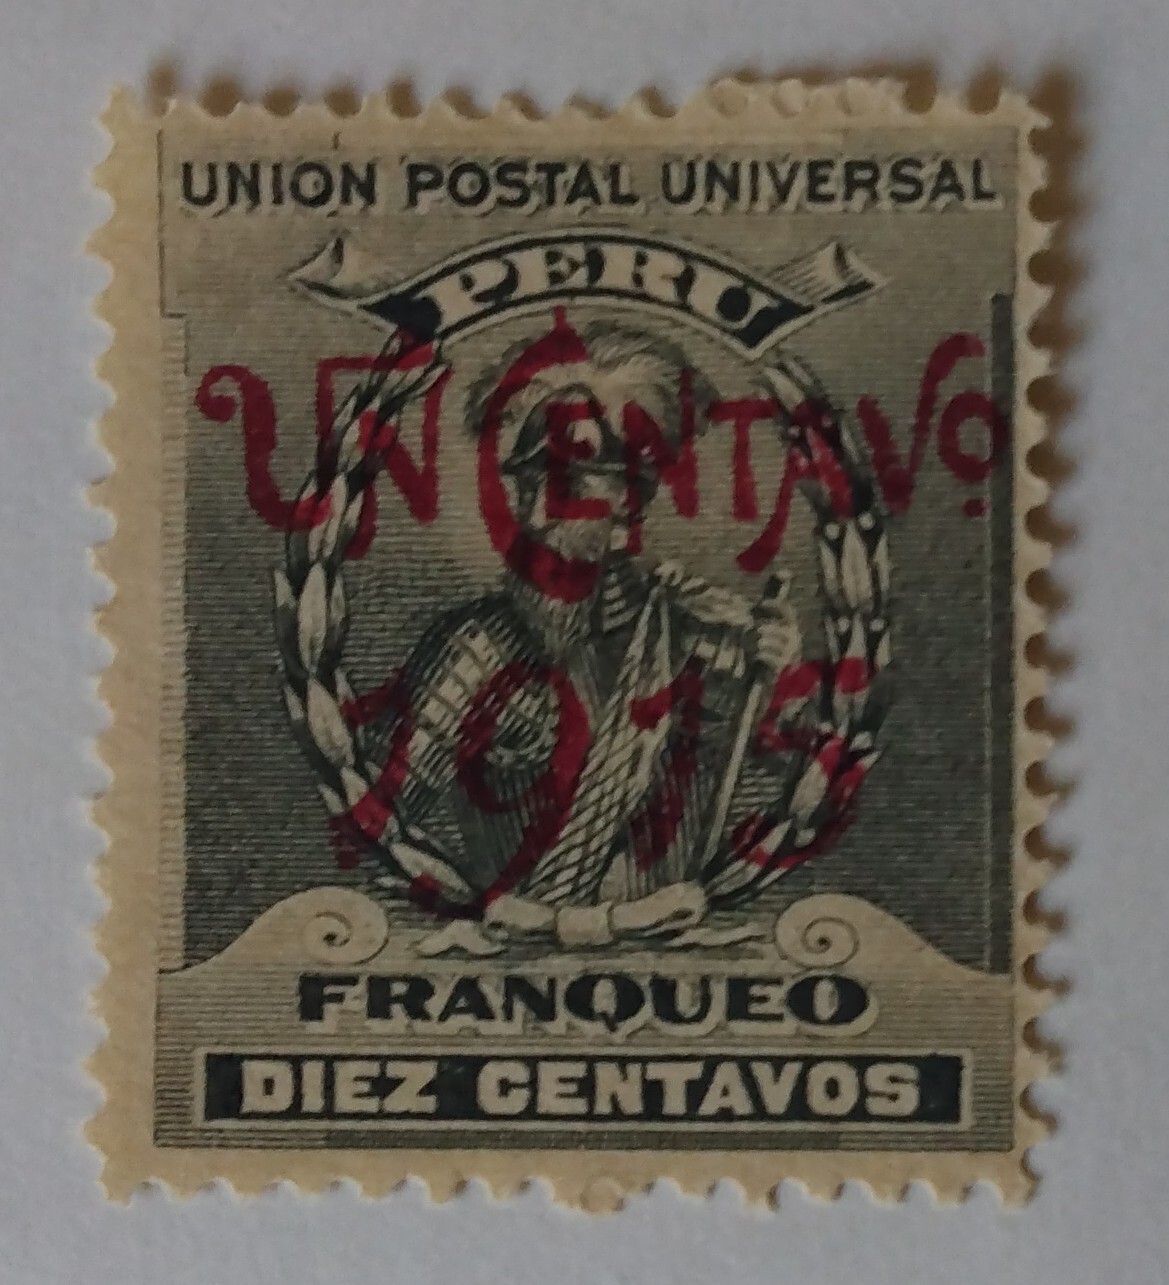 UNION POSTAL UNIVERSAL
PERU
UN CENTAVO
1915
FRANQUEO
DIEZ CENTAVOS